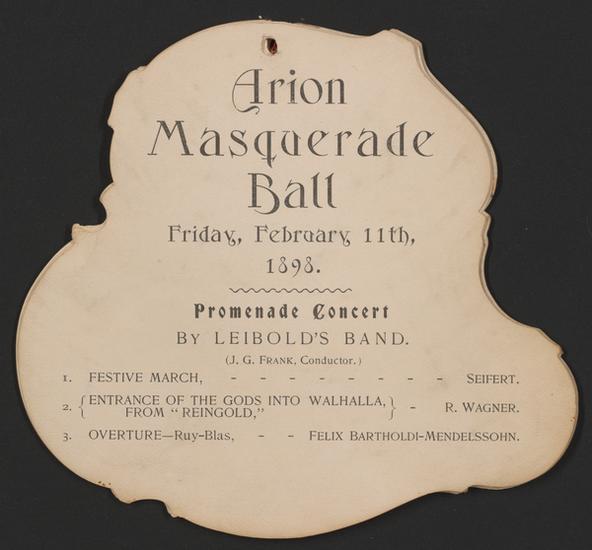 Arion
Masquerade
Ball
Friday, February 11th,
1898.
Promenade Concert
BY LEIBOLD'S BAND.
(J. G. FRANK, Conductor.)
1. FESTIVE MARCH, - - - - - - - - SEIFERT.
2. { ENTRANCE OF THE GODS INTO WALHALLA, } - R. WAGNER.
FROM "REINGOLD,"
3. OVERTURE—Ruy-Blas, - - FELIX BARTHOLDI-MENDELSSOHN.